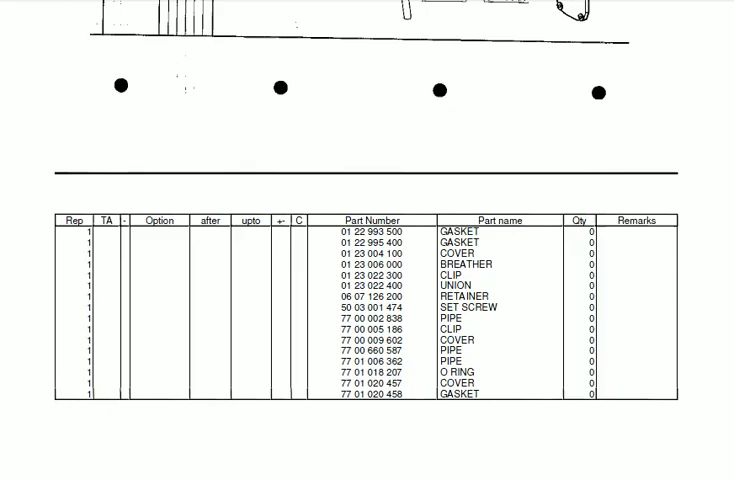 Rep TA - Option after upto +- C Part Number Part name Qty Remarks
1 01 22 993 500 GASKET 0
1 01 22 995 400 GASKET 0
1 01 23 004 100 COVER 0
1 01 23 006 000 BREATHER 0
1 01 23 022 300 CLIP 0
1 01 23 022 400 UNION 0
1 06 07 126 200 RETAINER 0
1 50 03 001 474 SET SCREW 0
1 77 00 002 838 PIPE 0
1 77 00 005 186 CLIP 0
1 77 00 009 602 COVER 0
1 77 00 660 587 PIPE 0
1 77 01 006 362 PIPE 0
1 77 01 018 207 O RING 0
1 77 01 020 457 COVER 0
1 77 01 020 458 GASKET 0